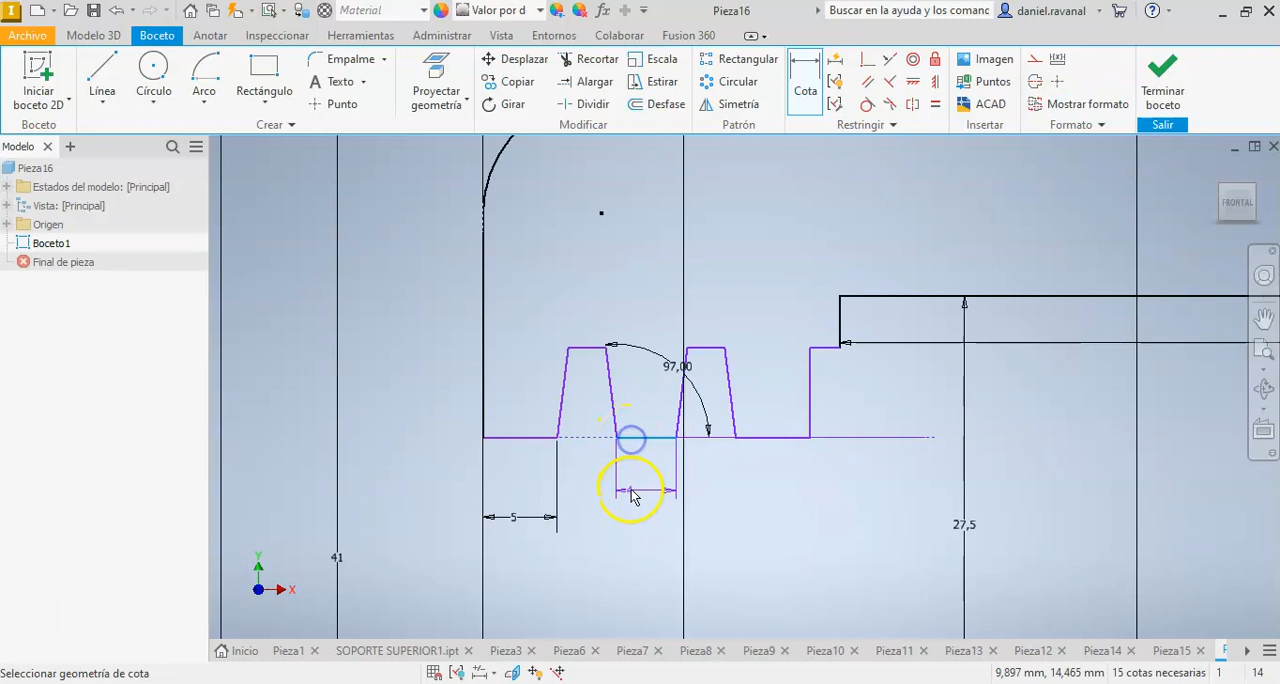 Material
Valor por d
Pieza16
Buscar en la ayuda y los comanc
daniel.ravanal
Archivo
Modelo 3D
Boceto
Anotar
Inspeccionar
Herramientas
Administrar
Vista
Entornos
Colaborar
Fusion 360
Iniciar
boceto 2D
Línea
Círculo
Arco
Rectángulo
Empalme
Texto
Punto
Proyectar
geometría
Desplazar
Copiar
Girar
Recortar
Alargar
Dividir
Escala
Estirar
Desfase
Rectangular
Circular
Simetría
Cota
Imagen
Puntos
ACAD
Mostrar formato
Terminar
boceto
Boceto
Crear
Modificar
Patrón
Restringir
Insertar
Formato
Salir
Modelo
Pieza16
Estados del modelo: [Principal]
Vista: [Principal]
Origen
Boceto1
Final de pieza
FRONTAL
97,00
4
5
27,5
41
Y
X
Inicio
Pieza1
SOPORTE SUPERIOR1.ipt
Pieza3
Pieza6
Pieza7
Pieza8
Pieza9
Pieza10
Pieza11
Pieza12
Pieza13
Pieza14
Pieza15
Seleccionar geometría de cota
9,897 mm, 14,465 mm
15 cotas necesarias
1
14